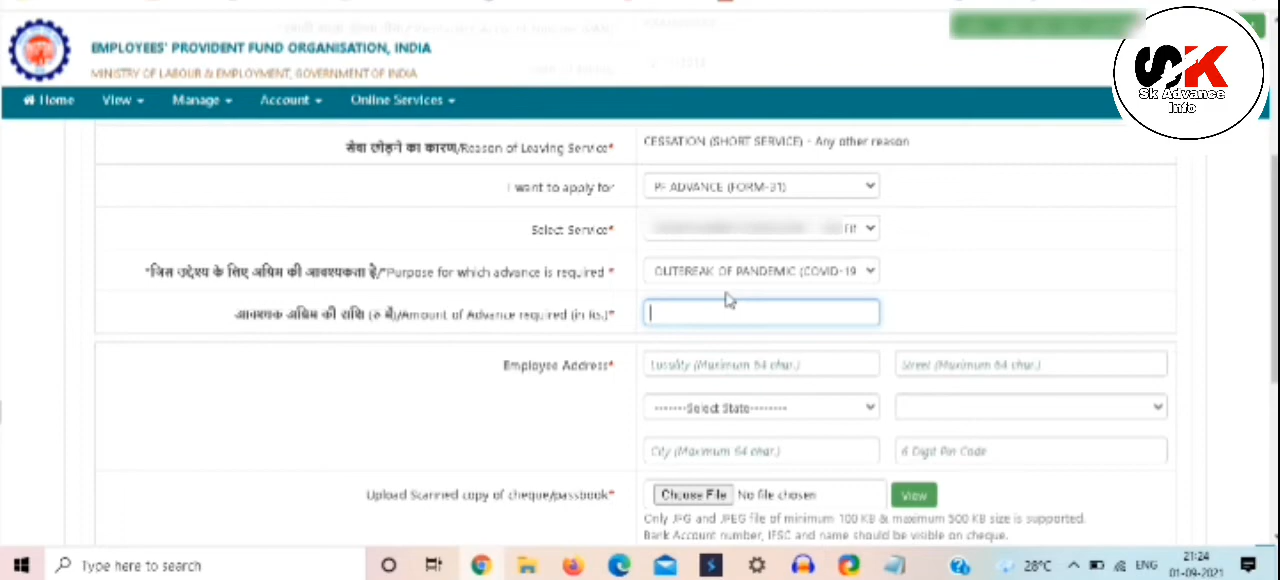 EMPLOYEES' PROVIDENT FUND ORGANISATION, INDIA
MINISTRY OF LABOUR & EMPLOYMENT, GOVERNMENT OF INDIA
SK
Sk Advance
Info
Home View Manage Account Online Services
सेवा छोड़ने का कारण/Reason of Leaving Service* CESSATION (SHORT SERVICE) - Any other reason
I want to apply for PF ADVANCE (FORM-31)
Select Service*
"जिस उद्देश्य के लिए अग्रिम की आवश्यकता है/"Purpose for which advance is required * OUTBREAK OF PANDEMIC (COVID-19
आवश्यक अग्रिम की राशि (रु में)/Amount of Advance required (in Rs.)*
Employee Address* Locality (Maximum 64 char.) Street (Maximum 64 char.)
-------Select State--------
City (Maximum 64 char.) 6 Digit Pin Code
Upload Scanned copy of cheque/passbook* Choose File No file chosen View
Only JPG and JPEG file of minimum 100 KB & maximum 500 KB size is supported.
Bank Account number, IFSC and name should be visible on cheque.
Type here to search 28°C ENG 21:24
01-09-2021